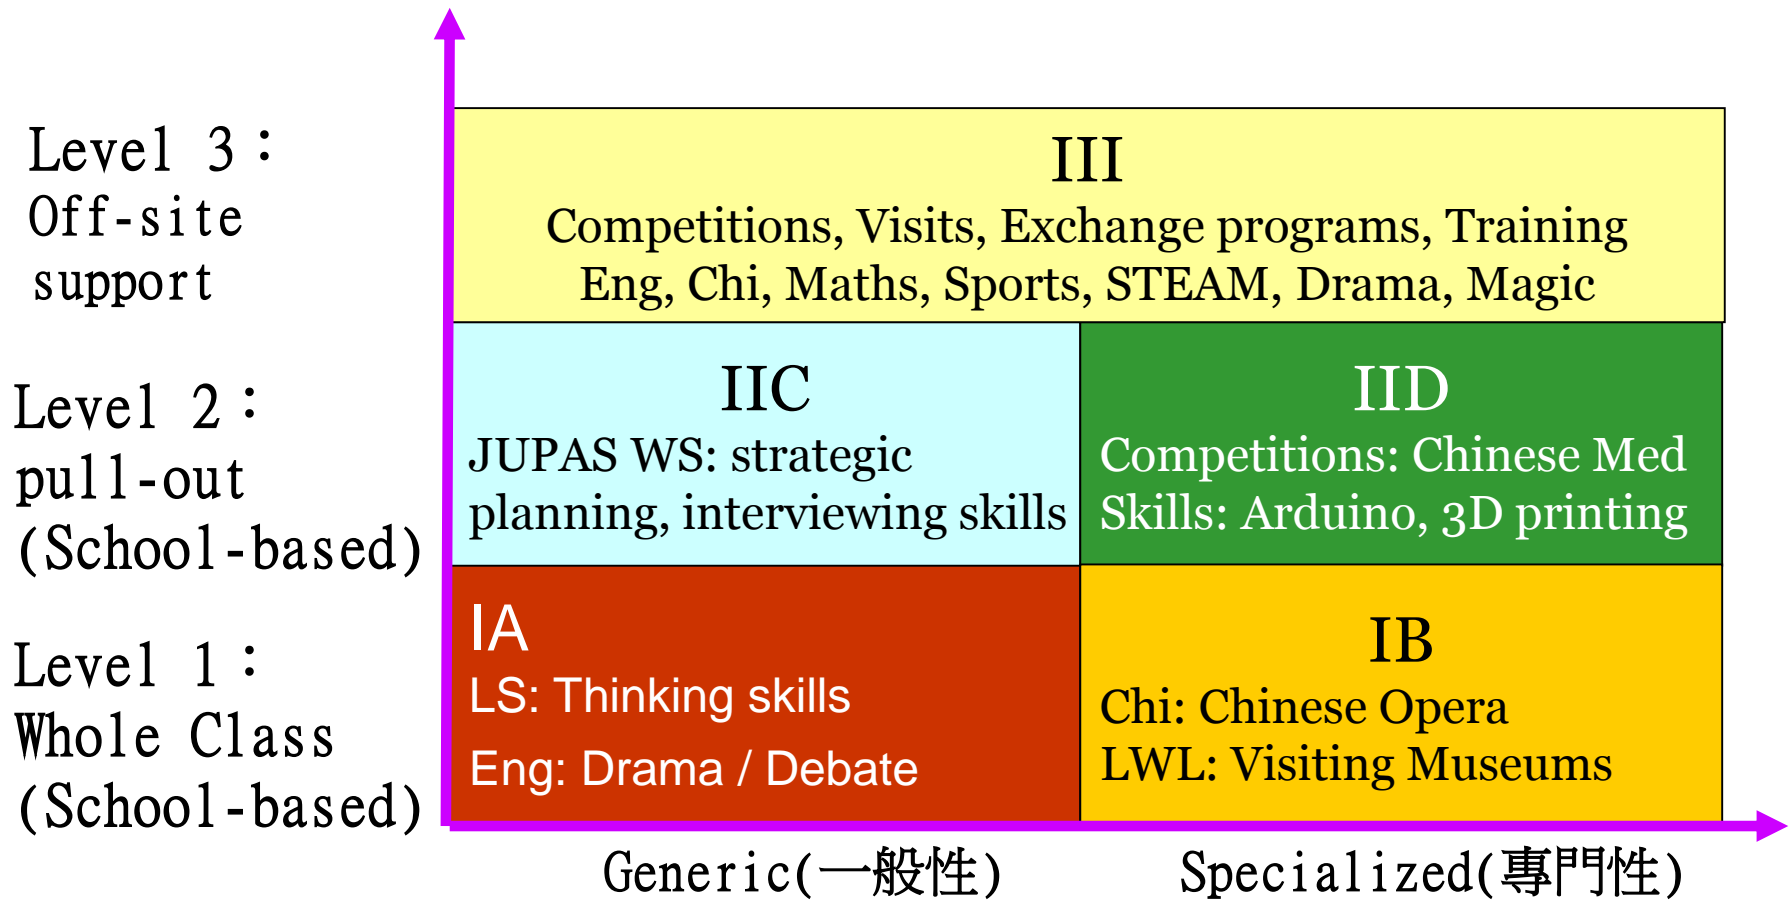 Level 3：
Off-site
support
III
Competitions, Visits, Exchange programs, Training
Eng, Chi, Maths, Sports, STEAM, Drama, Magic
Level 2：
pull-out
(School-based)
IIC
JUPAS WS: strategic
planning, interviewing skills
IID
Competitions: Chinese Med
Skills: Arduino, 3D printing
Level 1：
Whole Class
(School-based)
IA
LS: Thinking skills
Eng: Drama / Debate
IB
Chi: Chinese Opera
LWL: Visiting Museums
Generic(一般性)
Specialized(專門性)